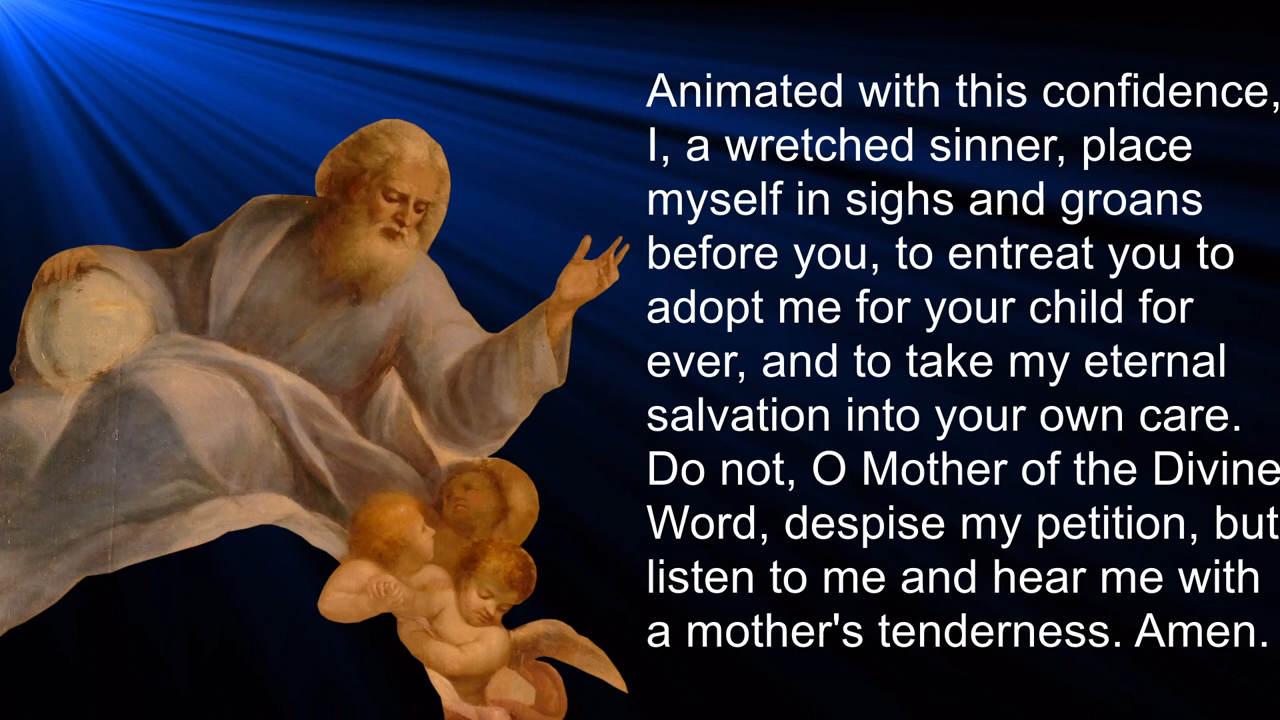 Animated with this confidence,
I, a wretched sinner, place
myself in sighs and groans
before you, to entreat you to
adopt me for your child for
ever, and to take my eternal
salvation into your own care.
Do not, O Mother of the Divine
Word, despise my petition, but
listen to me and hear me with
a mother's tenderness. Amen.